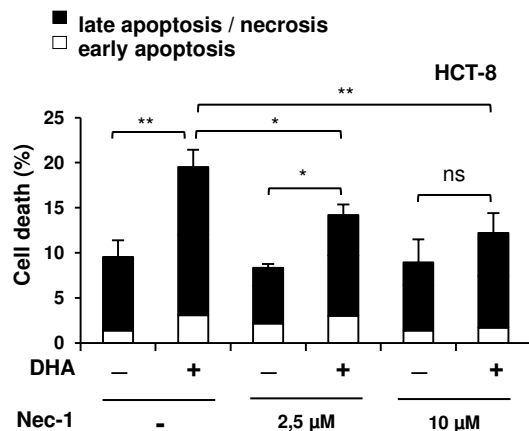 late apoptosis / necrosis
early apoptosis
HCT-8
Cell death (%)
25
20
15
10
5
0
** * ** * ns
DHA — + — + — +
Nec-1 - 2,5 µM 10 µM